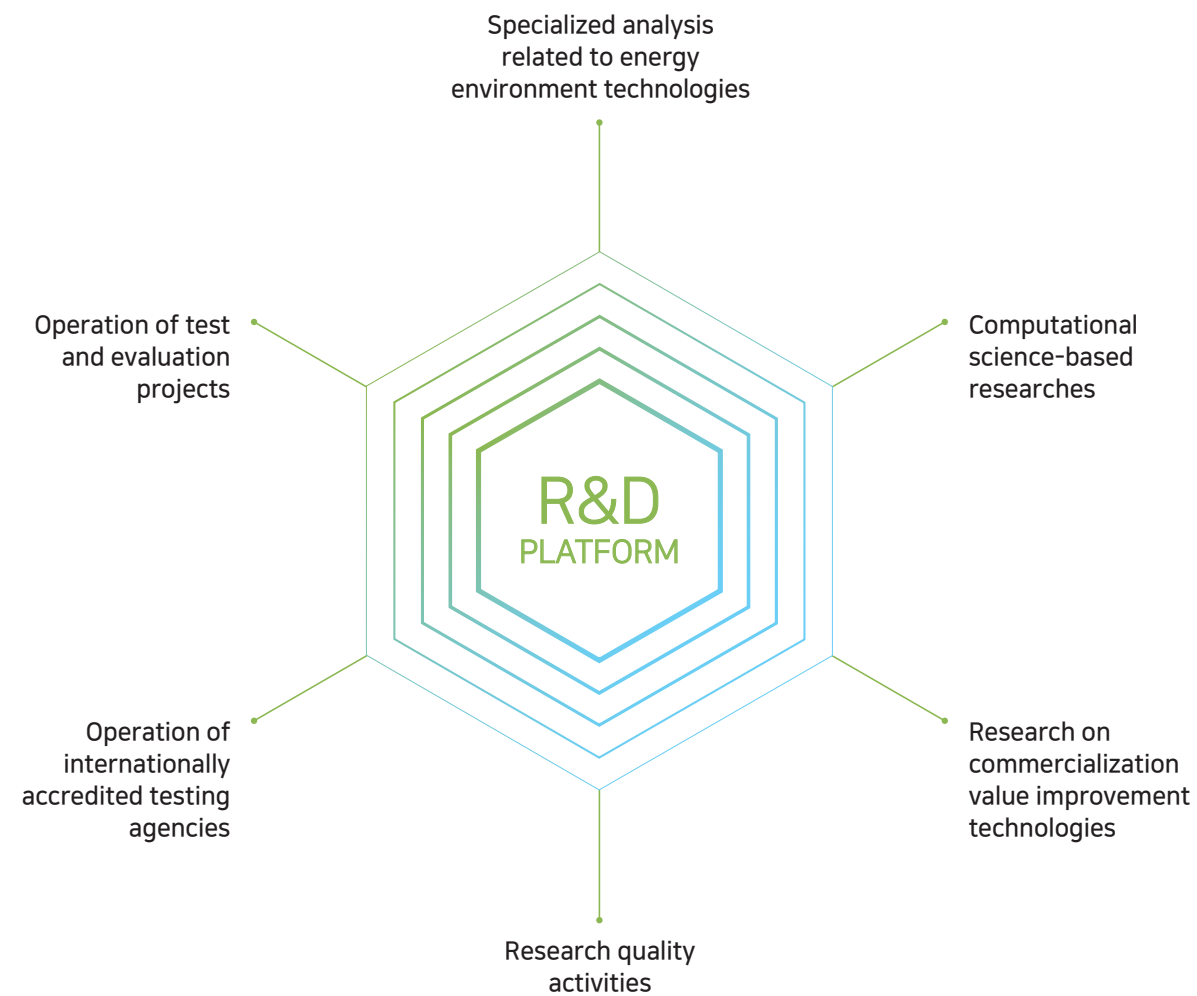 Specialized analysis
related to energy
environment technologies
Operation of test
and evaluation
projects
Computational
science-based
researches
R&D
PLATFORM
Operation of
internationally
accredited testing
agencies
Research on
commercialization
value improvement
technologies
Research quality
activities